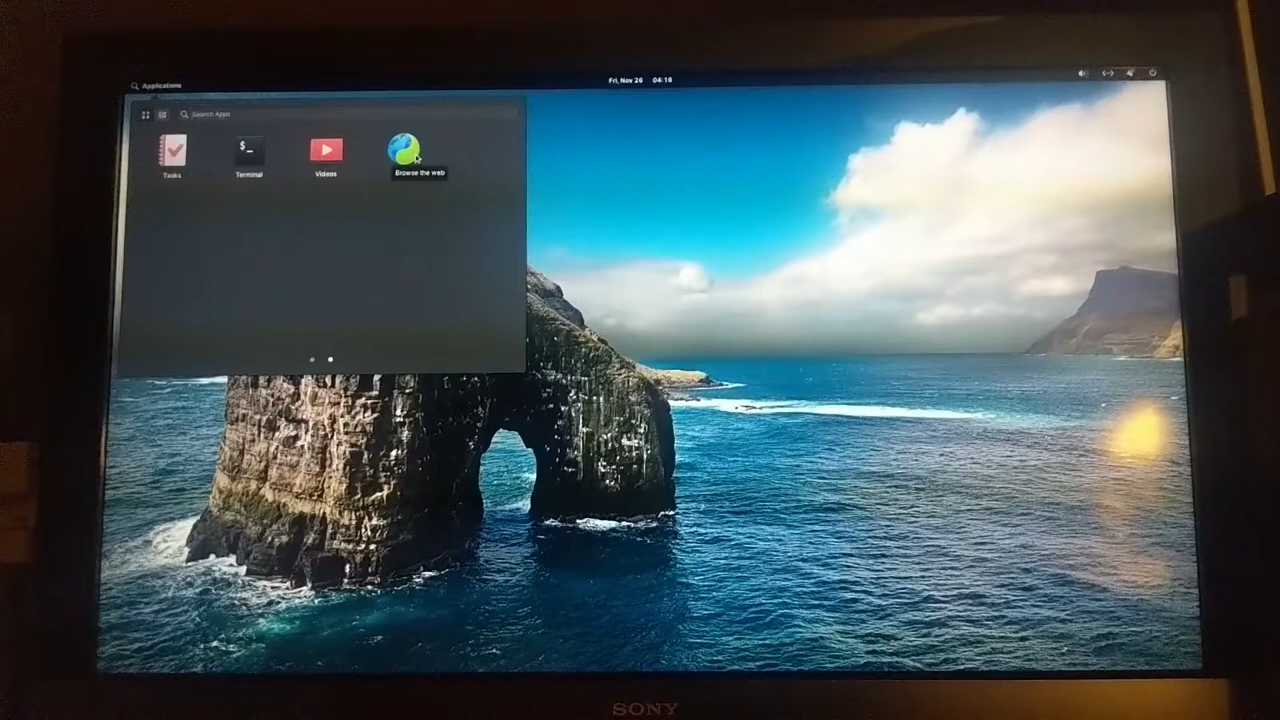 Applications
Fri, Nov 26 04:16
Search Apps
$_
Tasks
Terminal
Videos
Browse the web
SONY